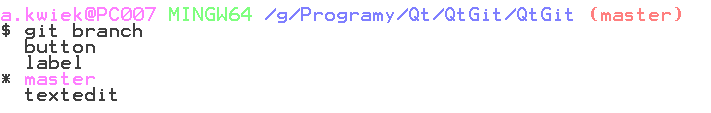 a.kwiek@PC007 MINGW64 /g/Programy/Qt/QtGit/QtGit (master)
$ git branch
  button
  label
* master
  textedit